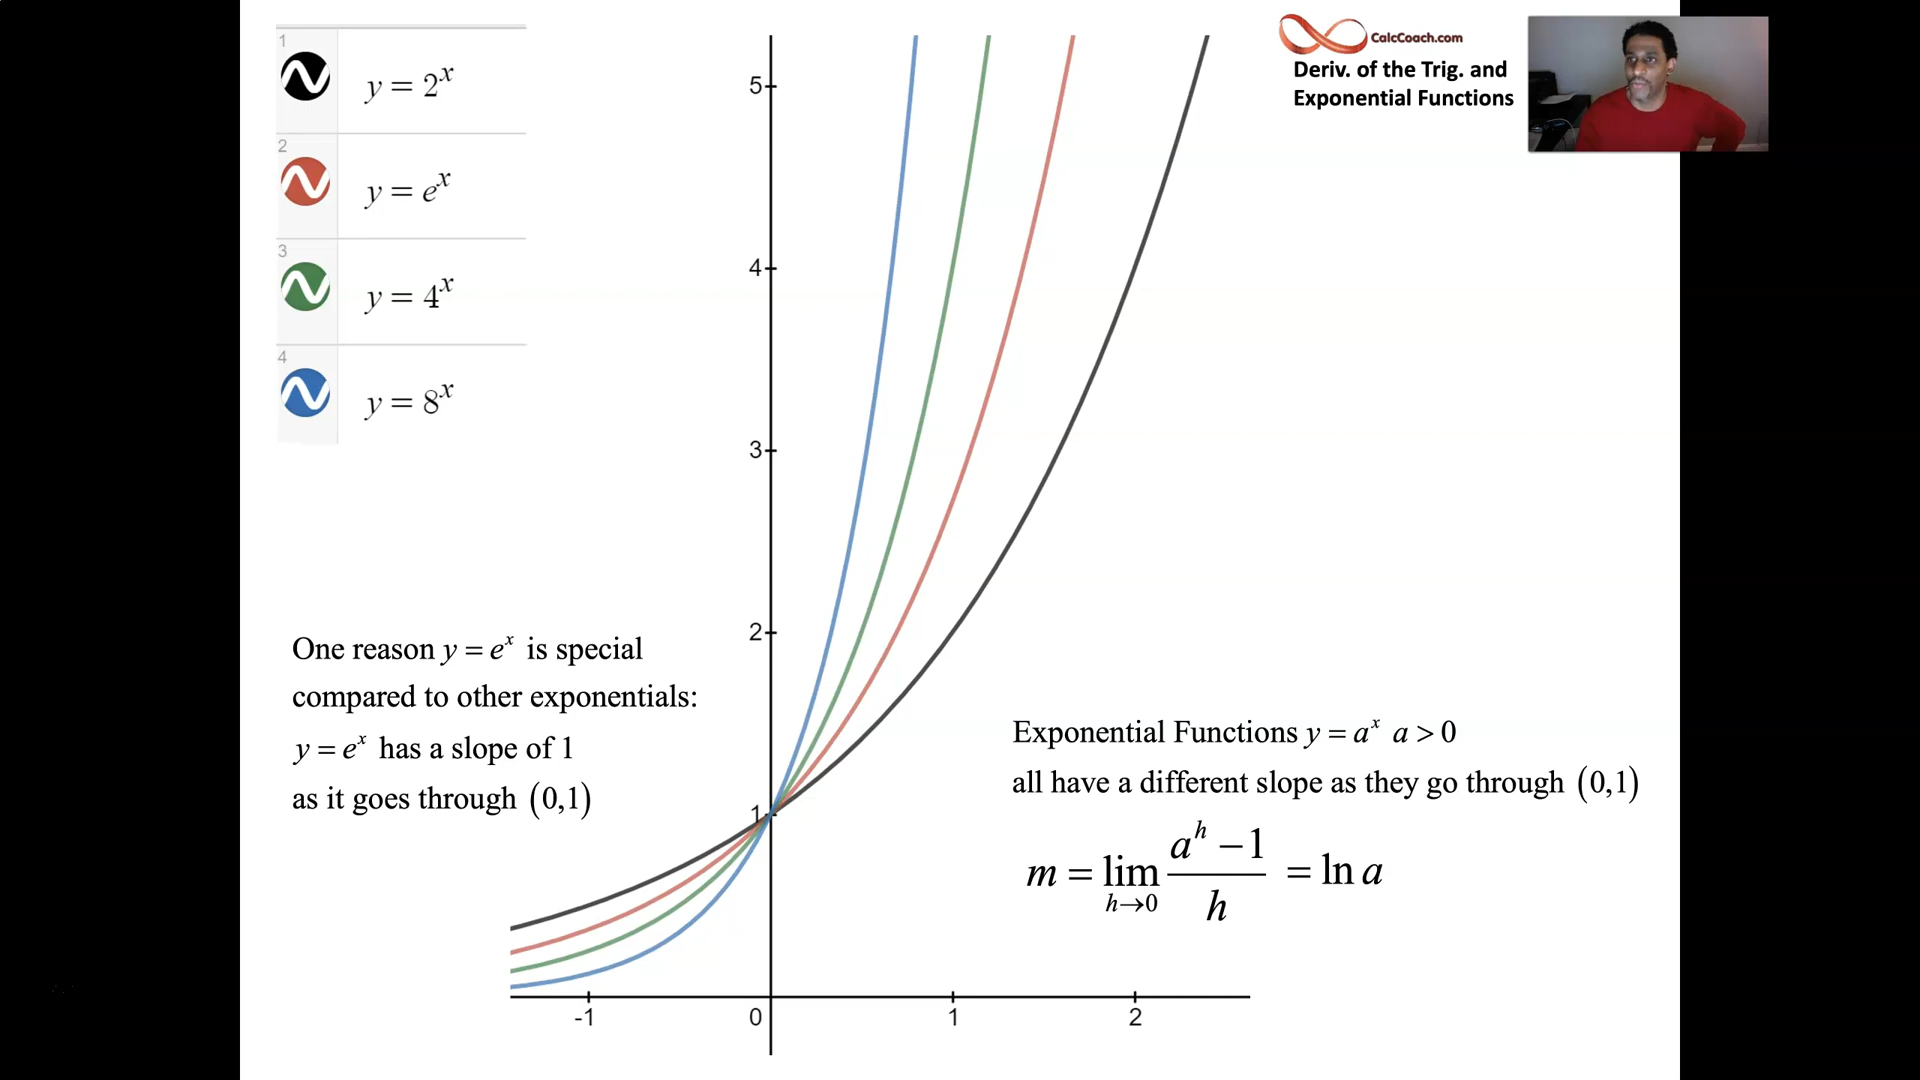 1
y = 2^x
2
y = e^x
3
y = 4^x
4
y = 8^x
5
4
3
2
1
-1
0
1
2
CalcCoach.com
Deriv. of the Trig. and
Exponential Functions
One reason y = e^x is special
compared to other exponentials:
y = e^x has a slope of 1
as it goes through (0,1)
Exponential Functions y = a^x a > 0
all have a different slope as they go through (0,1)
m = lim_{h→0} (a^h − 1)/h = ln a